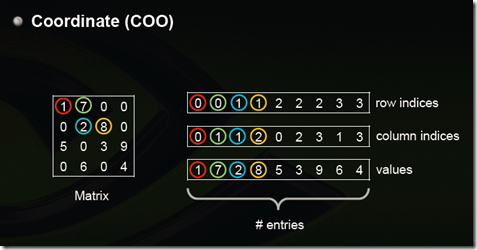 Coordinate (COO)
1 7 0 0
0 2 8 0
5 0 3 9
0 6 0 4
Matrix
0 0 1 1 2 2 2 3 3 row indices
0 1 1 2 0 2 3 1 3 column indices
1 7 2 8 5 3 9 6 4 values
# entries